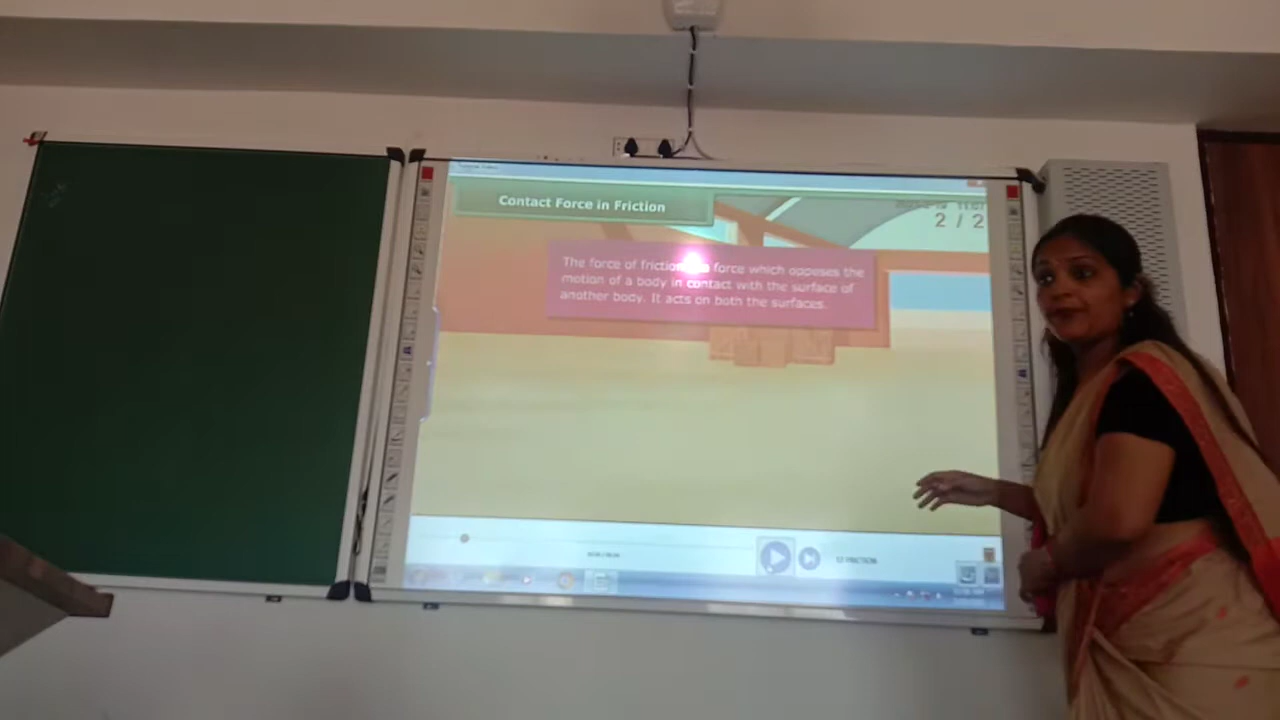 Contact Force in Friction
2 / 2
The force of friction is a force which opposes the
motion of a body in contact with the surface of
another body. It acts on both the surfaces.
FRICTION